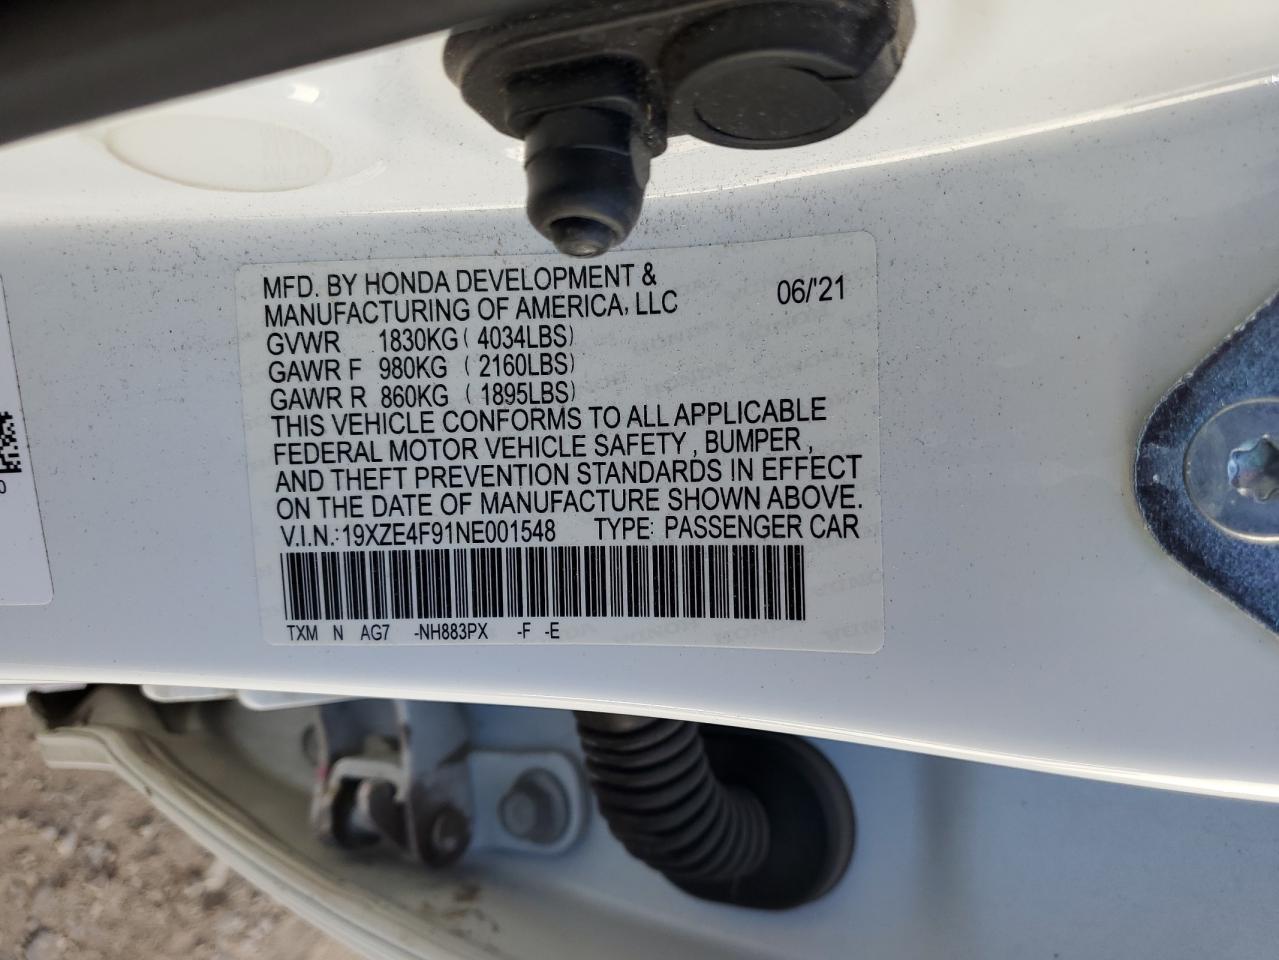 MFD. BY HONDA DEVELOPMENT &
MANUFACTURING OF AMERICA, LLC 06/'21
GVWR 1830KG ( 4034LBS)
GAWR F 980KG ( 2160LBS)
GAWR R 860KG ( 1895LBS)
THIS VEHICLE CONFORMS TO ALL APPLICABLE
FEDERAL MOTOR VEHICLE SAFETY , BUMPER ,
AND THEFT PREVENTION STANDARDS IN EFFECT
ON THE DATE OF MANUFACTURE SHOWN ABOVE.
V.I.N.:19XZE4F91NE001548 TYPE: PASSENGER CAR
TXM N AG7 -NH883PX -F -E
0